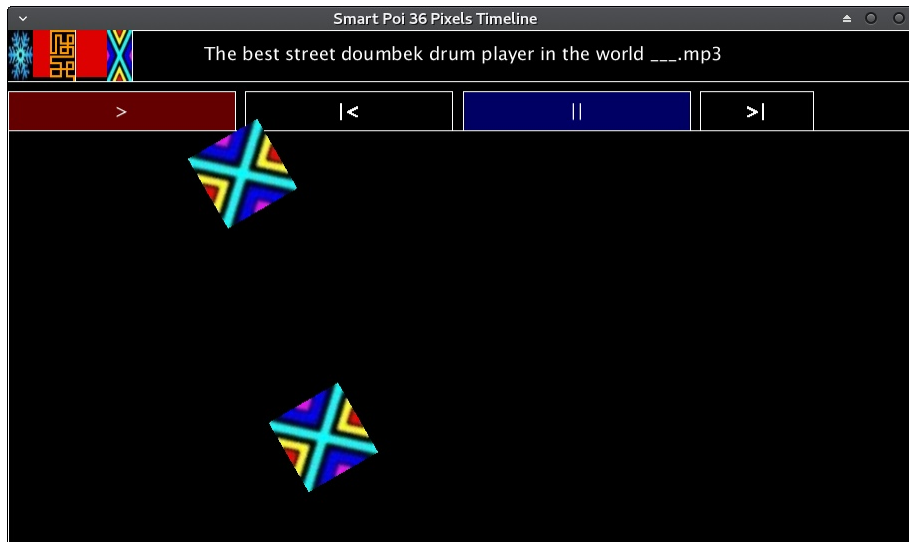 Smart Poi 36 Pixels Timeline
The best street doumbek drum player in the world ___.mp3
> |< || >|